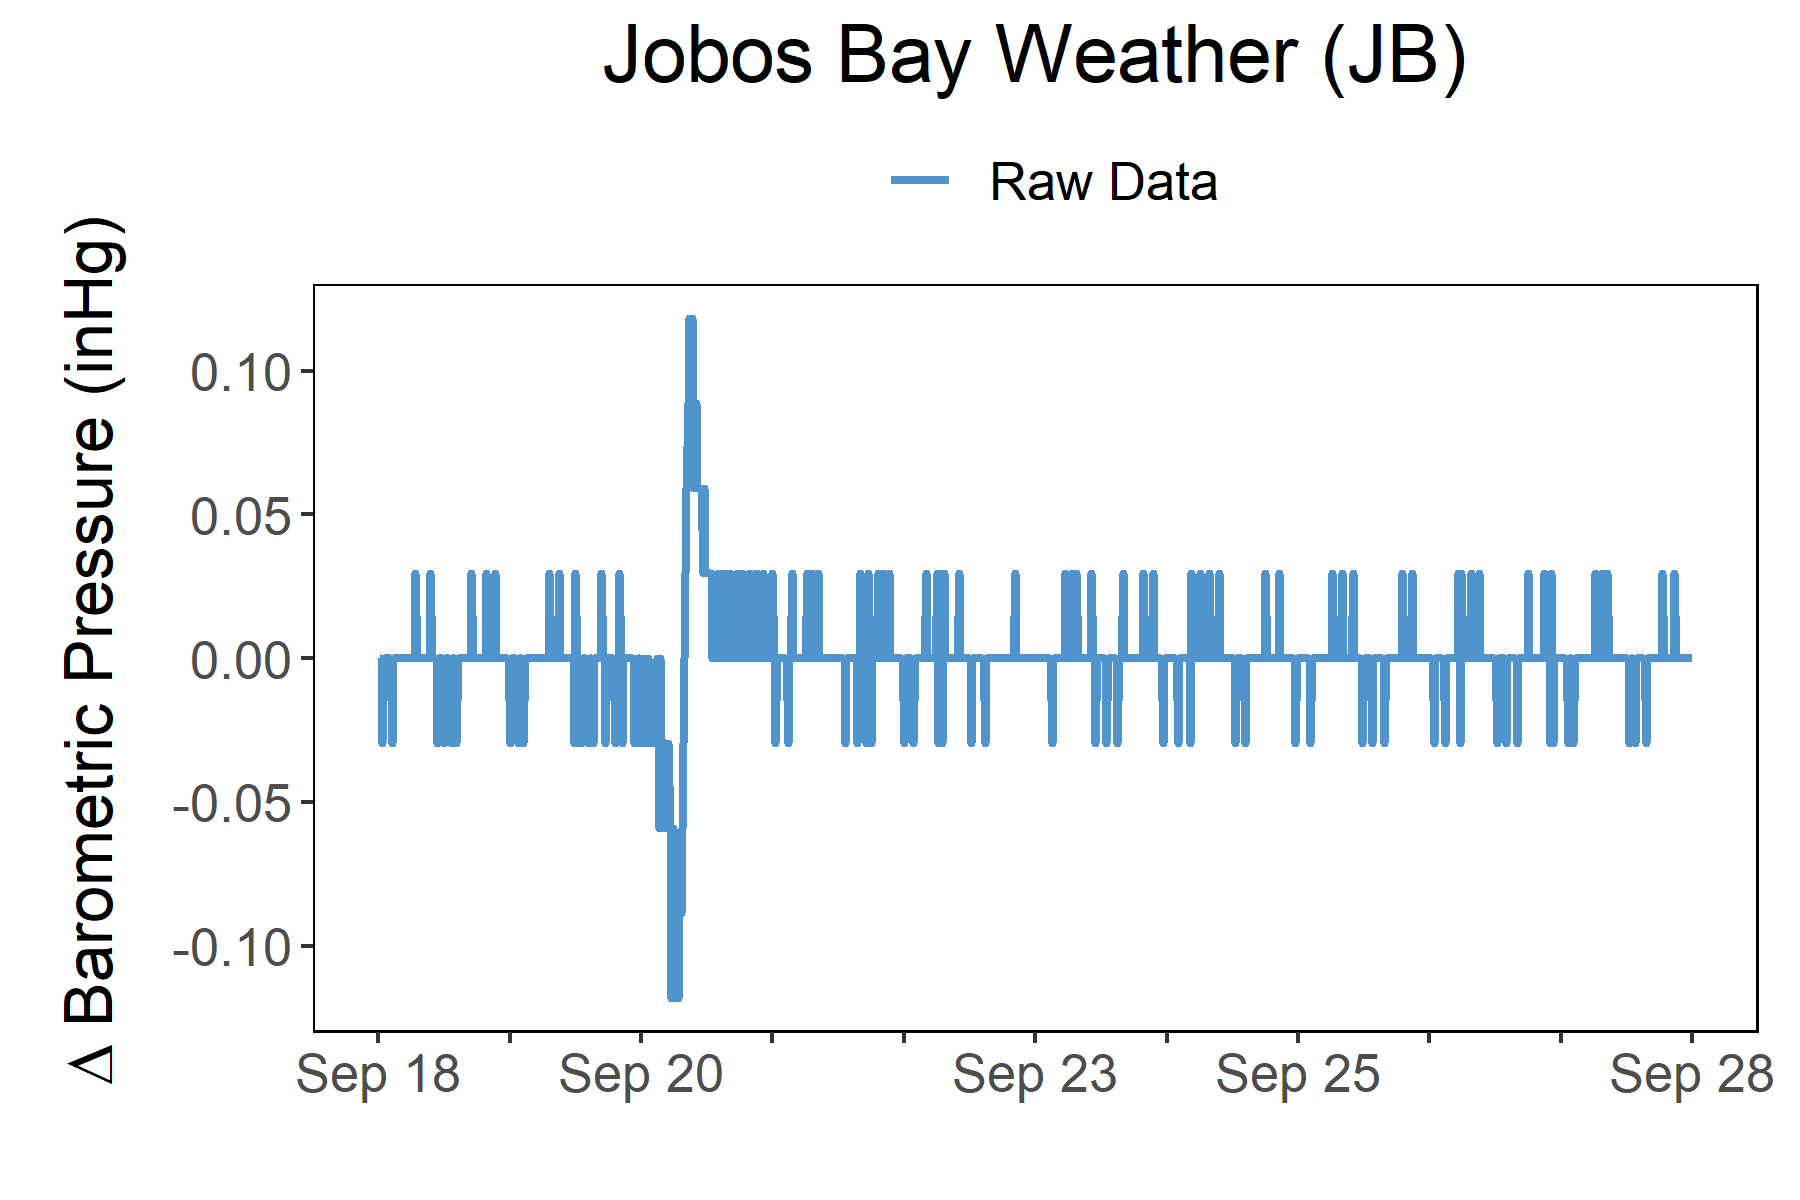 Jobos Bay Weather (JB)
Raw Data
Δ Barometric Pressure (inHg)
0.10
0.05
0.00
-0.05
-0.10
Sep 18 Sep 20 Sep 23 Sep 25 Sep 28